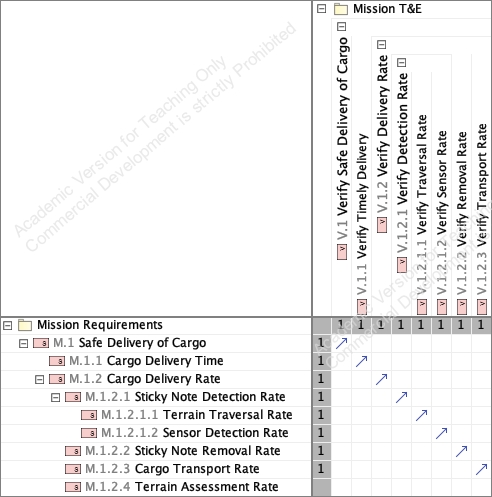 Mission T&E
V.1 Verify Safe Delivery of Cargo
V.1.1 Verify Timely Delivery
V.1.2 Verify Delivery Rate
V.1.2.1 Verify Detection Rate
V.1.2.1.1 Verify Traversal Rate
V.1.2.1.2 Verify Sensor Rate
V.1.2.2 Verify Removal Rate
V.1.2.3 Verify Transport Rate
Academic Version for Teaching Only
Commercial Development is strictly Prohibited
Mission Requirements 1 1 1 1 1 1 1 1
M.1 Safe Delivery of Cargo 1
M.1.1 Cargo Delivery Time 1
M.1.2 Cargo Delivery Rate 1
M.1.2.1 Sticky Note Detection Rate 1
M.1.2.1.1 Terrain Traversal Rate 1
M.1.2.1.2 Sensor Detection Rate 1
M.1.2.2 Sticky Note Removal Rate 1
M.1.2.3 Cargo Transport Rate 1
M.1.2.4 Terrain Assessment Rate